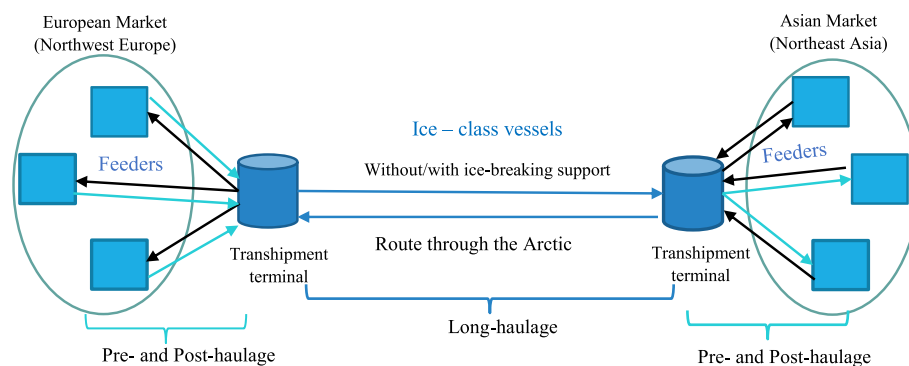 European Market
(Northwest Europe)
Asian Market
(Northeast Asia)
Ice – class vessels
Feeders
Without/with ice-breaking support
Feeders
Route through the Arctic
Transhipment
terminal
Transhipment
terminal
Long-haulage
Pre- and Post-haulage
Pre- and Post-haulage